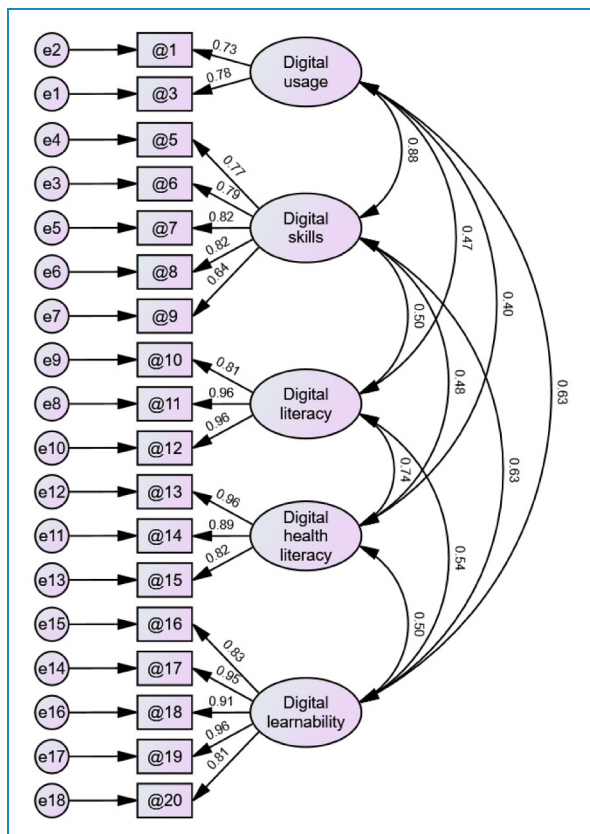 e2
@1
0.73
Digital
usage
e1
@3
0.78
e4
@5
0.77
0.88
e3
@6
0.79
e5
@7
0.82
Digital
skills
0.47
e6
@8
0.82
0.40
e7
@9
0.64
0.50
e9
@10
0.81
0.48
0.63
e8
@11
0.96
Digital
literacy
e10
@12
0.96
0.74
0.63
e12
@13
0.96
e11
@14
0.89
Digital
health
literacy
0.54
e13
@15
0.82
0.50
e15
@16
0.83
e14
@17
0.95
e16
@18
0.91
Digital
learnability
e17
@19
0.96
e18
@20
0.81